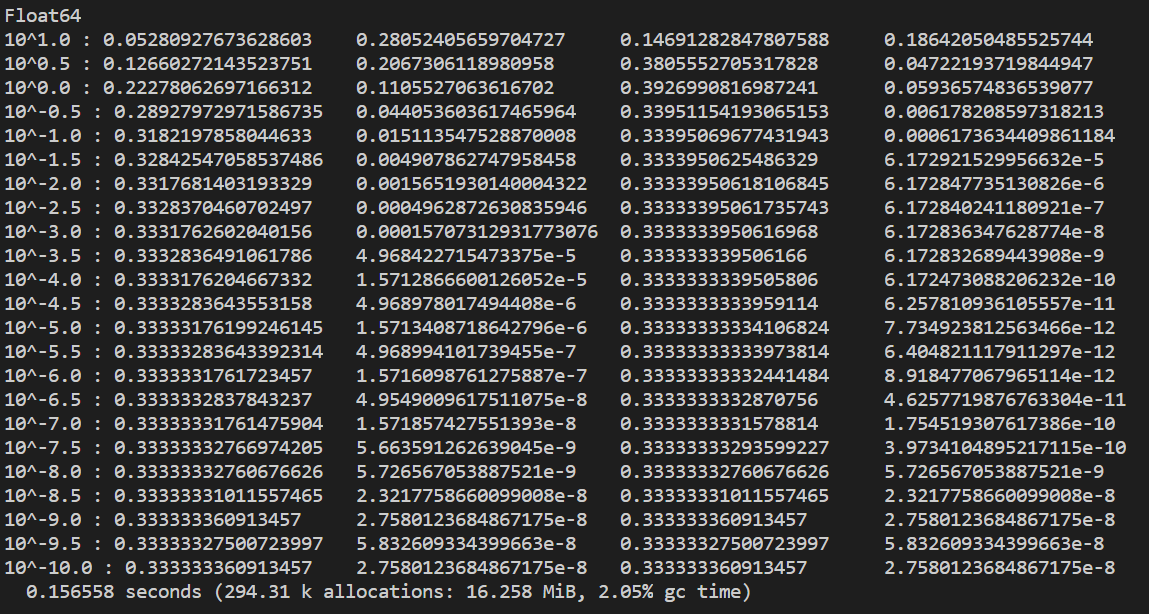 Float64
10^1.0 : 0.05280927673628603 0.28052405659704727 0.14691282847807588 0.18642050485525744
10^0.5 : 0.12660272143523751 0.2067306118980958 0.3805552705317828 0.04722193719844947
10^0.0 : 0.22278062697166312 0.1105527063616702 0.3926990816987241 0.05936574836539077
10^-0.5 : 0.28927972971586735 0.044053603617465964 0.33951154193065153 0.006178208597318213
10^-1.0 : 0.3182197858044633 0.015113547528870008 0.33395069677431943 0.0006173634409861184
10^-1.5 : 0.32842547058537486 0.004907862747958458 0.3333950625486329 6.172921529956632e-5
10^-2.0 : 0.3317681403193329 0.0015651930140004322 0.33333950618106845 6.172847735130826e-6
10^-2.5 : 0.3328370460702497 0.0004962872630835946 0.33333395061735743 6.172840241180921e-7
10^-3.0 : 0.3331762602040156 0.00015707312931773076 0.3333333950616968 6.172836347628774e-8
10^-3.5 : 0.3332836491061786 4.968422715473375e-5 0.333333339506166 6.172832689443908e-9
10^-4.0 : 0.3333176204667332 1.5712866600126052e-5 0.3333333339505806 6.172473088206232e-10
10^-4.5 : 0.3333283643553158 4.968978017494408e-6 0.3333333333959114 6.257810936105557e-11
10^-5.0 : 0.33333176199246145 1.5713408718642796e-6 0.33333333334106824 7.734923812563466e-12
10^-5.5 : 0.33333283643392314 4.968994101739455e-7 0.33333333333973814 6.404821117911297e-12
10^-6.0 : 0.3333331761723457 1.5716098761275887e-7 0.33333333332441484 8.918477067965114e-12
10^-6.5 : 0.3333332837843237 4.9549009617511075e-8 0.3333333332870756 4.6257719876763304e-11
10^-7.0 : 0.33333331761475904 1.571857427551393e-8 0.3333333331578814 1.754519307617386e-10
10^-7.5 : 0.33333332766974205 5.663591262639045e-9 0.33333333293599227 3.9734104895217115e-10
10^-8.0 : 0.33333332760676626 5.726567053887521e-9 0.33333332760676626 5.726567053887521e-9
10^-8.5 : 0.33333331011557465 2.3217758660099008e-8 0.33333331011557465 2.3217758660099008e-8
10^-9.0 : 0.333333360913457 2.7580123684867175e-8 0.333333360913457 2.7580123684867175e-8
10^-9.5 : 0.33333327500723997 5.832609334399663e-8 0.33333327500723997 5.832609334399663e-8
10^-10.0 : 0.333333360913457 2.7580123684867175e-8 0.333333360913457 2.7580123684867175e-8
0.156558 seconds (294.31 k allocations: 16.258 MiB, 2.05% gc time)